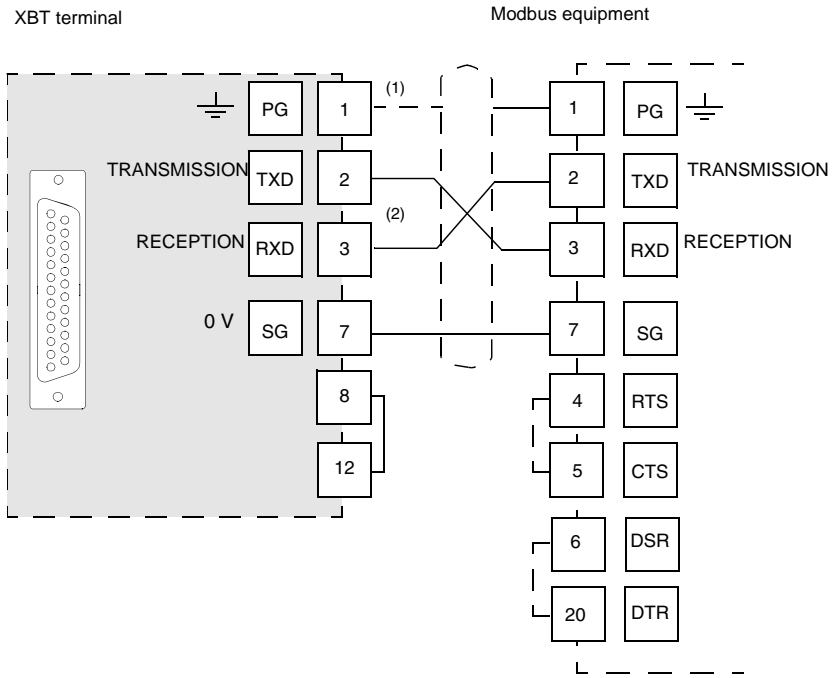 XBT terminal
Modbus equipment
PG 1 (1) 1 PG
TRANSMISSION TXD 2 2 TXD TRANSMISSION
RECEPTION RXD 3 (2) 3 RXD RECEPTION
0 V SG 7 7 SG
8 4 RTS
12 5 CTS
6 DSR
20 DTR